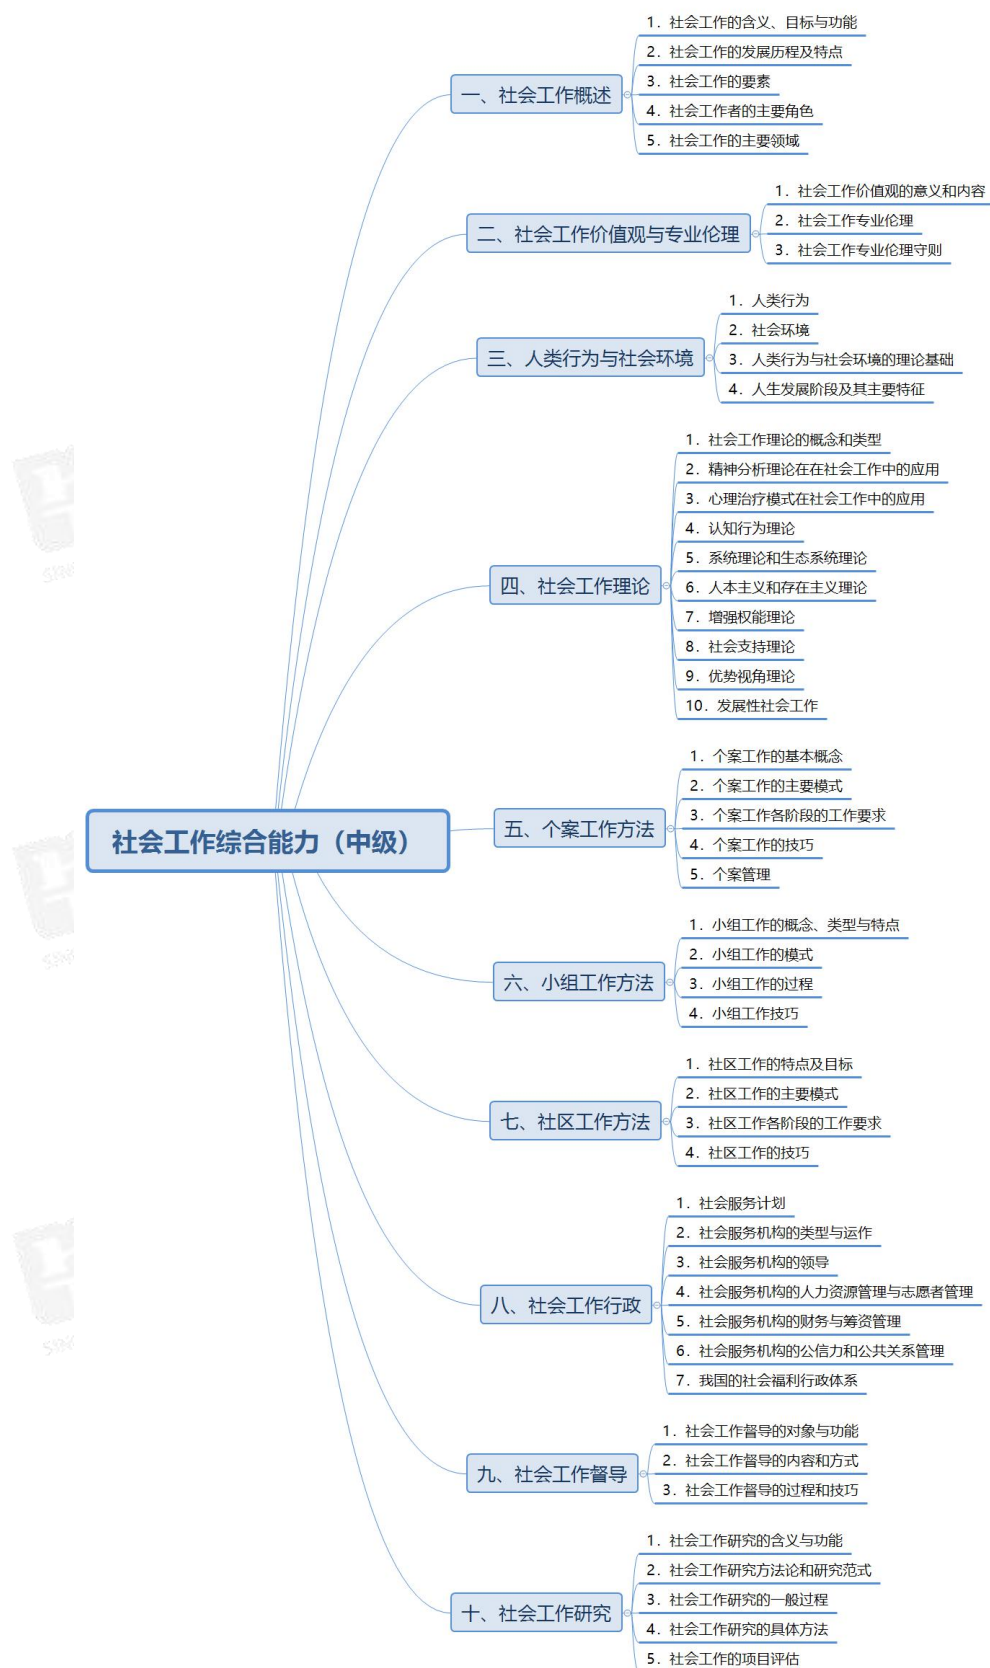 社会工作综合能力（中级）
一、社会工作概述
1．社会工作的含义、目标与功能
2．社会工作的发展历程及特点
3．社会工作的要素
4．社会工作者的主要角色
5．社会工作的主要领域
二、社会工作价值观与专业伦理
1．社会工作价值观的意义和内容
2．社会工作专业伦理
3．社会工作专业伦理守则
三、人类行为与社会环境
1．人类行为
2．社会环境
3．人类行为与社会环境的理论基础
4．人生发展阶段及其主要特征
四、社会工作理论
1．社会工作理论的概念和类型
2．精神分析理论在在社会工作中的应用
3．心理治疗模式在社会工作中的应用
4．认知行为理论
5．系统理论和生态系统理论
6．人本主义和存在主义理论
7．增强权能理论
8．社会支持理论
9．优势视角理论
10．发展性社会工作
五、个案工作方法
1．个案工作的基本概念
2．个案工作的主要模式
3．个案工作各阶段的工作要求
4．个案工作的技巧
5．个案管理
六、小组工作方法
1．小组工作的概念、类型与特点
2．小组工作的模式
3．小组工作的过程
4．小组工作技巧
七、社区工作方法
1．社区工作的特点及目标
2．社区工作的主要模式
3．社区工作各阶段的工作要求
4．社区工作的技巧
八、社会工作行政
1．社会服务计划
2．社会服务机构的类型与运作
3．社会服务机构的领导
4．社会服务机构的人力资源管理与志愿者管理
5．社会服务机构的财务与筹资管理
6．社会服务机构的公信力和公共关系管理
7．我国的社会福利行政体系
九、社会工作督导
1．社会工作督导的对象与功能
2．社会工作督导的内容和方式
3．社会工作督导的过程和技巧
十、社会工作研究
1．社会工作研究的含义与功能
2．社会工作研究方法论和研究范式
3．社会工作研究的一般过程
4．社会工作研究的具体方法
5．社会工作的项目评估